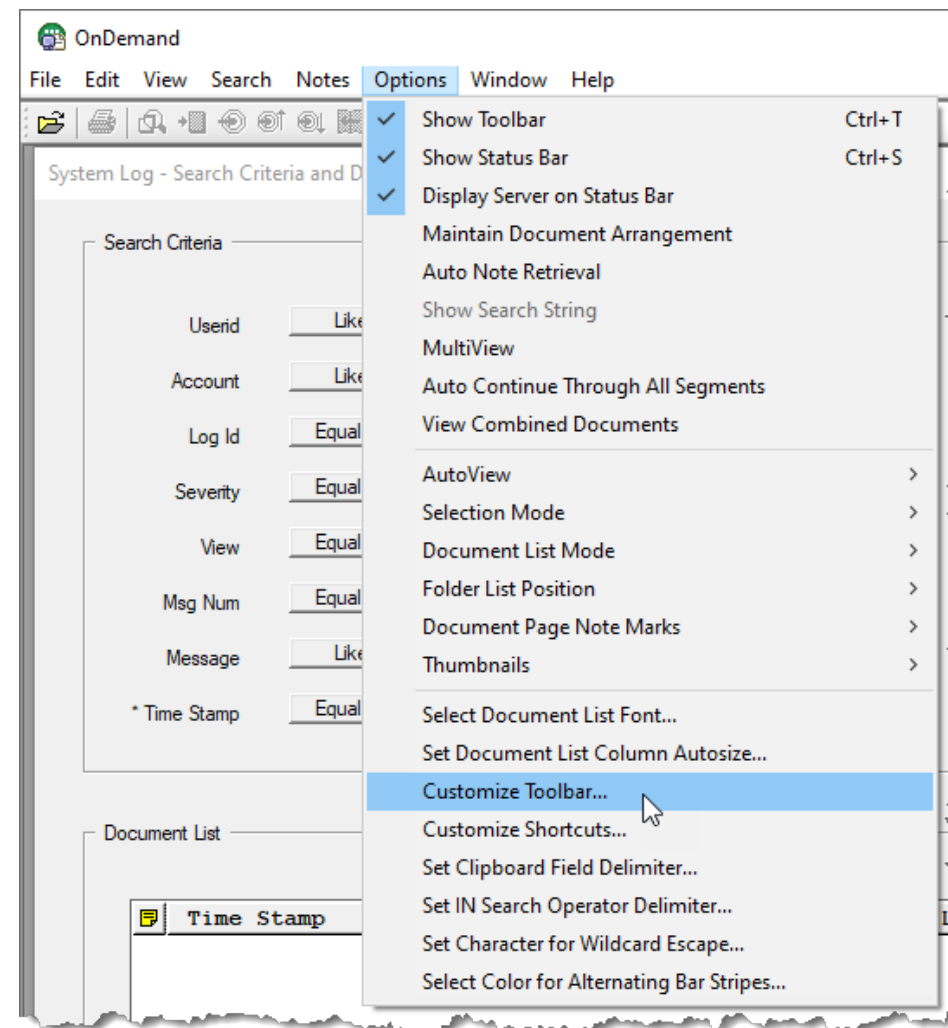 OnDemand
File Edit View Search Notes Options Window Help
Show Toolbar Ctrl+T
Show Status Bar Ctrl+S
Display Server on Status Bar
Maintain Document Arrangement
Auto Note Retrieval
Show Search String
MultiView
Auto Continue Through All Segments
View Combined Documents
AutoView
Selection Mode
Document List Mode
Folder List Position
Document Page Note Marks
Thumbnails
Select Document List Font...
Set Document List Column Autosize...
Customize Toolbar...
Customize Shortcuts...
Set Clipboard Field Delimiter...
Set IN Search Operator Delimiter...
Set Character for Wildcard Escape...
Select Color for Alternating Bar Stripes...
System Log - Search Criteria and D
Search Criteria
Userid Like
Account Like
Log Id Equal
Severity Equal
View Equal
Msg Num Equal
Message Like
* Time Stamp Equal
Document List
Time Stamp